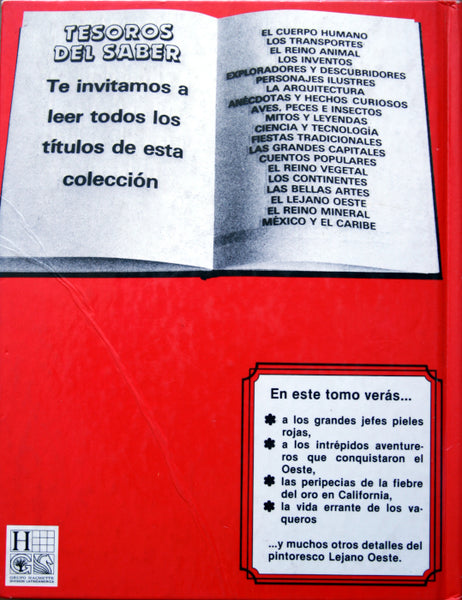 TESOROS
DEL SABER
Te invitamos a
leer todos los
títulos de esta
colección
EL CUERPO HUMANO
LOS TRANSPORTES
EL REINO ANIMAL
LOS INVENTOS
EXPLORADORES Y DESCUBRIDORES
PERSONAJES ILUSTRES
LA ARQUITECTURA
ANÉCDOTAS Y HECHOS CURIOSOS
AVES, PECES E INSECTOS
MITOS Y LEYENDAS
CIENCIA Y TECNOLOGÍA
FIESTAS TRADICIONALES
LAS GRANDES CAPITALES
CUENTOS POPULARES
EL REINO VEGETAL
LOS CONTINENTES
LAS BELLAS ARTES
EL LEJANO OESTE
EL REINO MINERAL
MÉXICO Y EL CARIBE
En este tomo verás...
a los grandes jefes pieles
rojas,
a los intrépidos aventure-
ros que conquistaron el
Oeste,
las peripecias de la fiebre
del oro en California,
la vida errante de los va-
queros
...y muchos otros detalles del
pintoresco Lejano Oeste.
H
GRUPO HACHETTE
DIVISION LATINOAMERICA